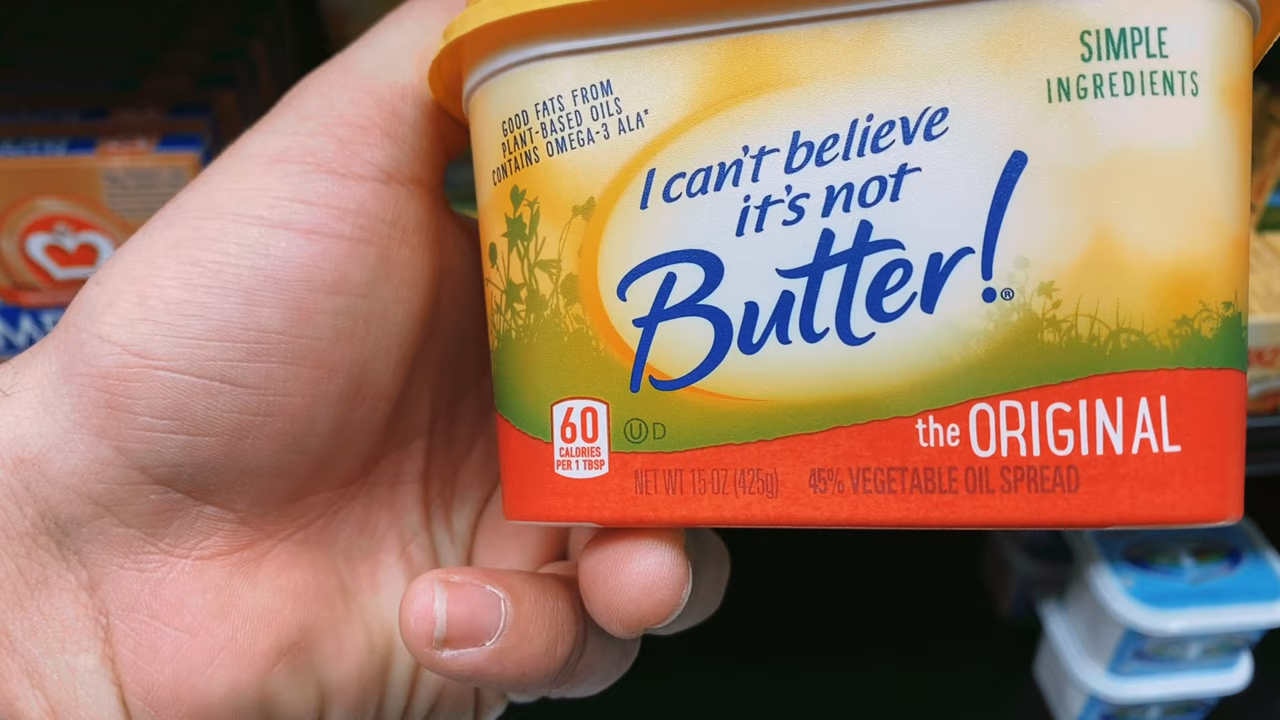 SIMPLE
INGREDIENTS
GOOD FATS FROM
PLANT-BASED OILS
CONTAINS OMEGA-3 ALA*
I can't believe
it's not
Butter!®
the ORIGINAL
60
CALORIES
PER 1 TBSP
U D
NET WT 15 OZ (425g) 45% VEGETABLE OIL SPREAD